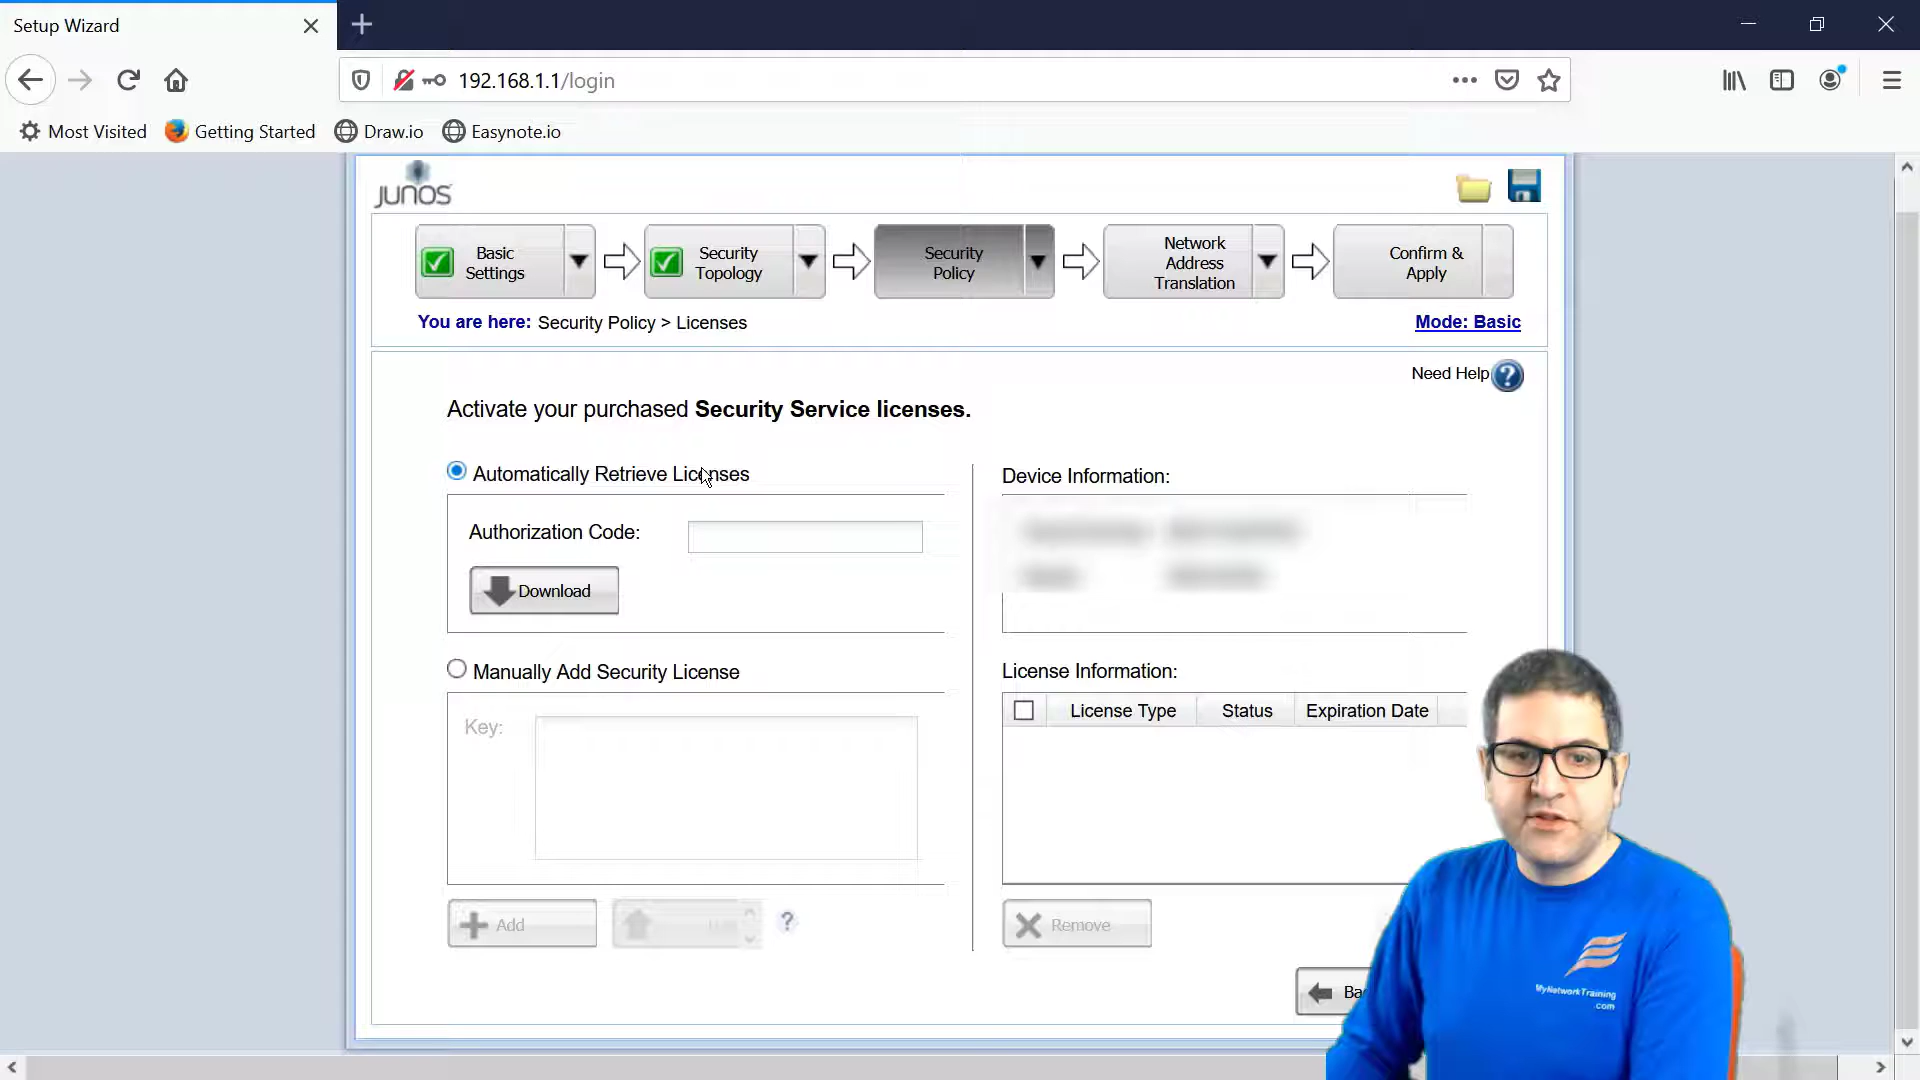 Setup Wizard
192.168.1.1/login
Most Visited
Getting Started
Draw.io
Easynote.io
JUNOS
Basic
Settings
Security
Topology
Security
Policy
Network
Address
Translation
Confirm &
Apply
You are here: Security Policy > Licenses
Mode: Basic
Need Help
?
Activate your purchased Security Service licenses.
Automatically Retrieve Licenses
Authorization Code:
Download
Device Information:
Manually Add Security License
Key:
License Information:
License Type
Status
Expiration Date
Add
?
Remove
MyNetworkTraining
.com